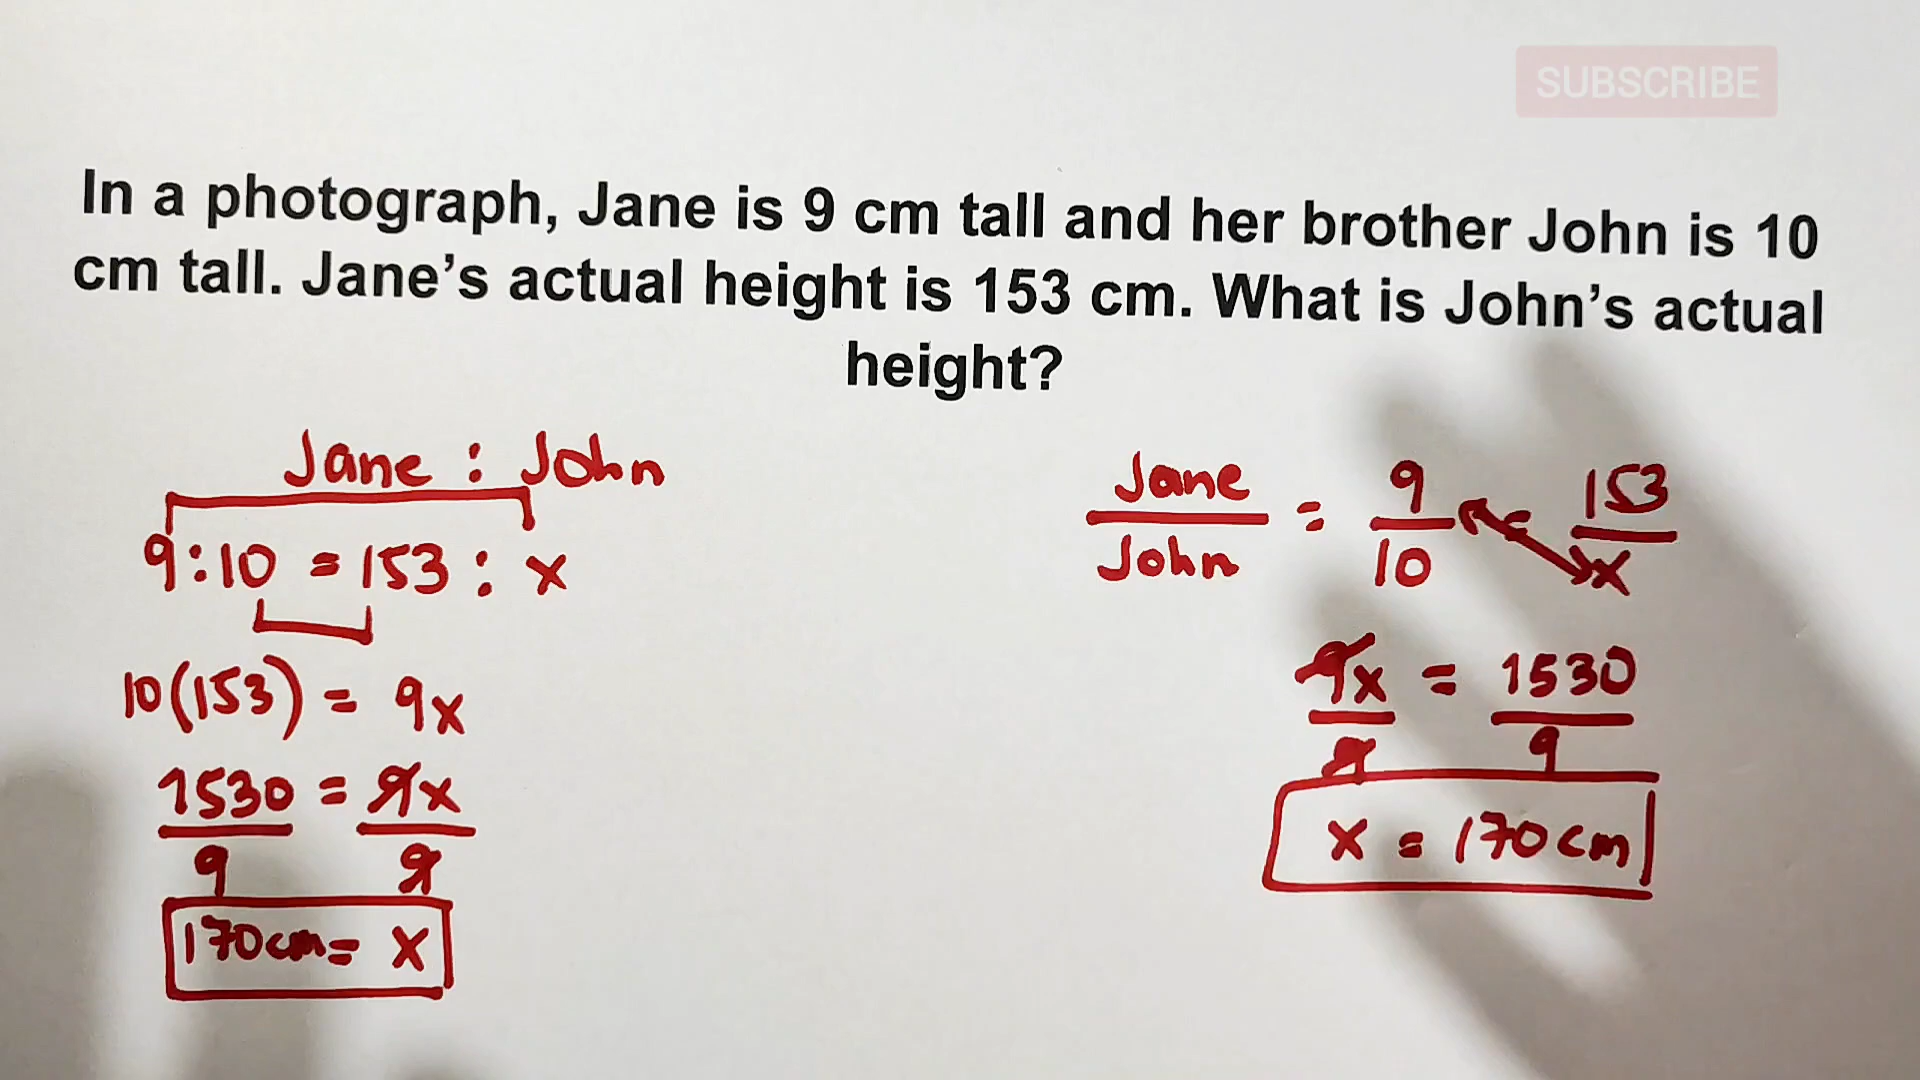 SUBSCRIBE
In a photograph, Jane is 9 cm tall and her brother John is 10
cm tall. Jane's actual height is 153 cm. What is John's actual
height?
Jane : John
9:10 = 153 : x
10(153) = 9x
1530 = 9x
9 9
170cm = x
Jane = 9 = 153
John 10 x
9x = 1530
9 9
x = 170cm